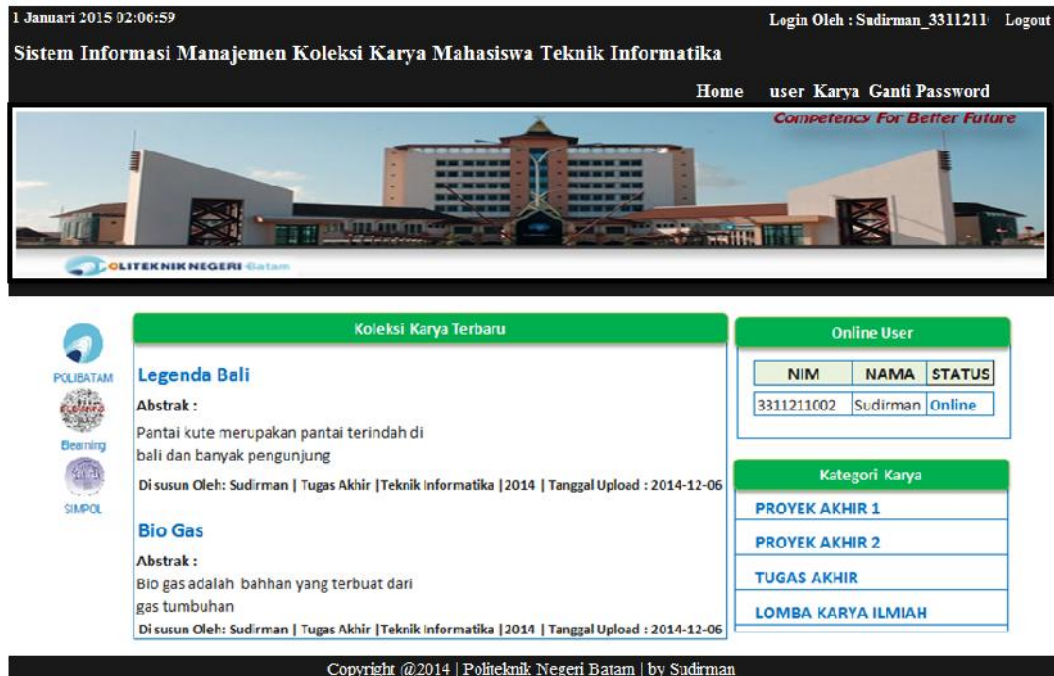 1 Januari 2015 02:06:59
Login Oleh : Sudirman_3311211 Logout
Sistem Informasi Manajemen Koleksi Karya Mahasiswa Teknik Informatika
Home user Karya Ganti Password
Competency For Better Future
POLITEKNIK NEGERI Batam
POLIBATAM
Elearning
SIMPOL
Koleksi Karya Terbaru
Legenda Bali
Abstrak :
Pantai kute merupakan pantai terindah di
bali dan banyak pengunjung
Di susun Oleh: Sudirman | Tugas Akhir |Teknik Informatika |2014 | Tanggal Upload : 2014-12-06
Bio Gas
Abstrak :
Bio gas adalah bahhan yang terbuat dari
gas tumbuhan
Di susun Oleh: Sudirman | Tugas Akhir |Teknik Informatika |2014 | Tanggal Upload : 2014-12-06
Online User
NIM NAMA STATUS
3311211002 Sudirman Online
Kategori Karya
PROYEK AKHIR 1
PROYEK AKHIR 2
TUGAS AKHIR
LOMBA KARYA ILMIAH
Copyright @2014 | Politeknik Negeri Batam | by Sudirman